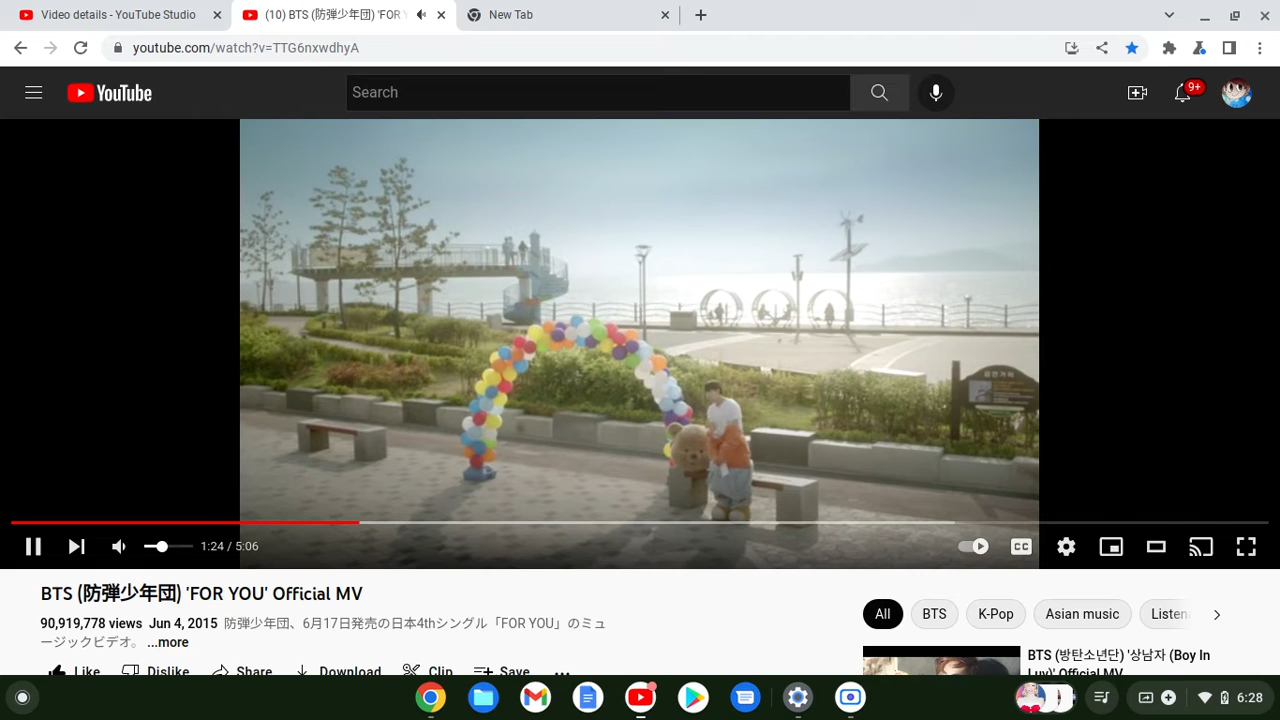 Video details - YouTube Studio
(10) BTS (防弾少年団) 'FOR Y
New Tab
youtube.com/watch?v=TTG6nxwdhyA
YouTube
Search
9+
1:24 / 5:06
CC
BTS (防弾少年団) 'FOR YOU' Official MV
90,919,778 views Jun 4, 2015 防弾少年団、6月17日発売の日本4thシングル「FOR YOU」のミュ
ージックビデオ。 ...more
Like Dislike Share Download Clip Save
All BTS K-Pop Asian music Listen
BTS (방탄소년단) '상남자 (Boy In
Luv)' Official MV
6:28